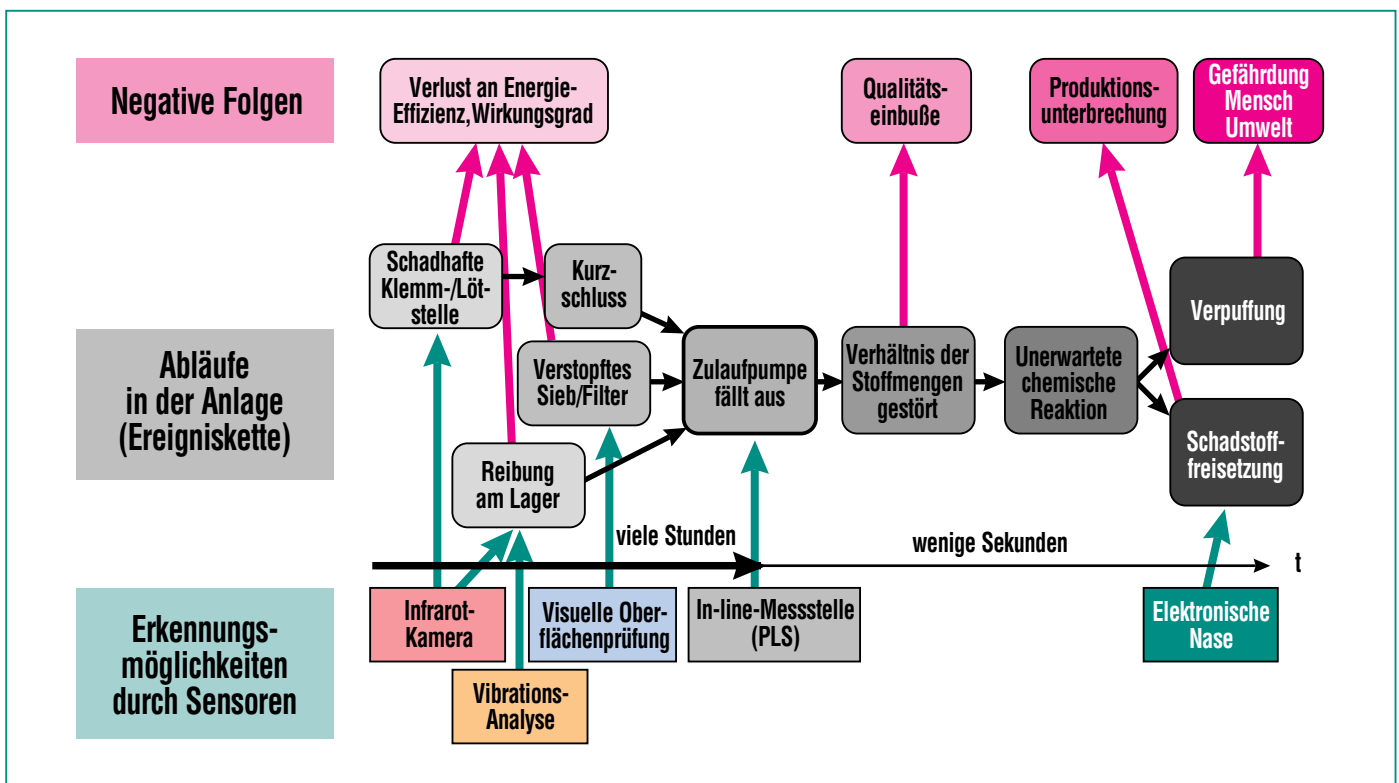 Negative Folgen
Verlust an Energie-
Effizienz,Wirkungsgrad
Qualitäts-
einbuße
Produktions-
unterbrechung
Gefährdung
Mensch
Umwelt
Abläufe
in der Anlage
(Ereigniskette)
Schadhafte
Klemm-/Löt-
stelle
Kurz-
schluss
Verstopftes
Sieb/Filter
Reibung
am Lager
Zulaufpumpe
fällt aus
Verhältnis der
Stoffmengen
gestört
Unerwartete
chemische
Reaktion
Verpuffung
Schadstoff-
freisetzung
viele Stunden
wenige Sekunden
t
Erkennungs-
möglichkeiten
durch Sensoren
Infrarot-
Kamera
Vibrations-
Analyse
Visuelle Ober-
flächenprüfung
In-line-Messstelle
(PLS)
Elektronische
Nase